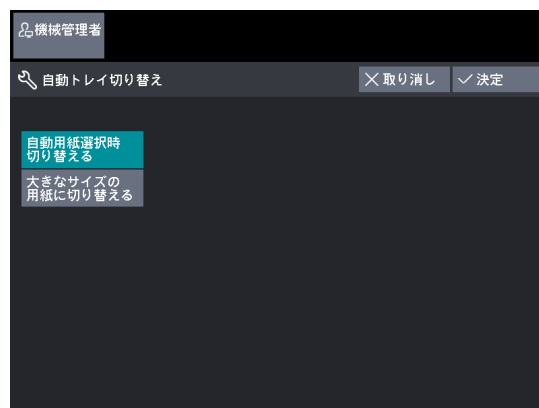 機械管理者
自動トレイ切り替え
取り消し
決定
自動用紙選択時
切り替える
大きなサイズの
用紙に切り替える